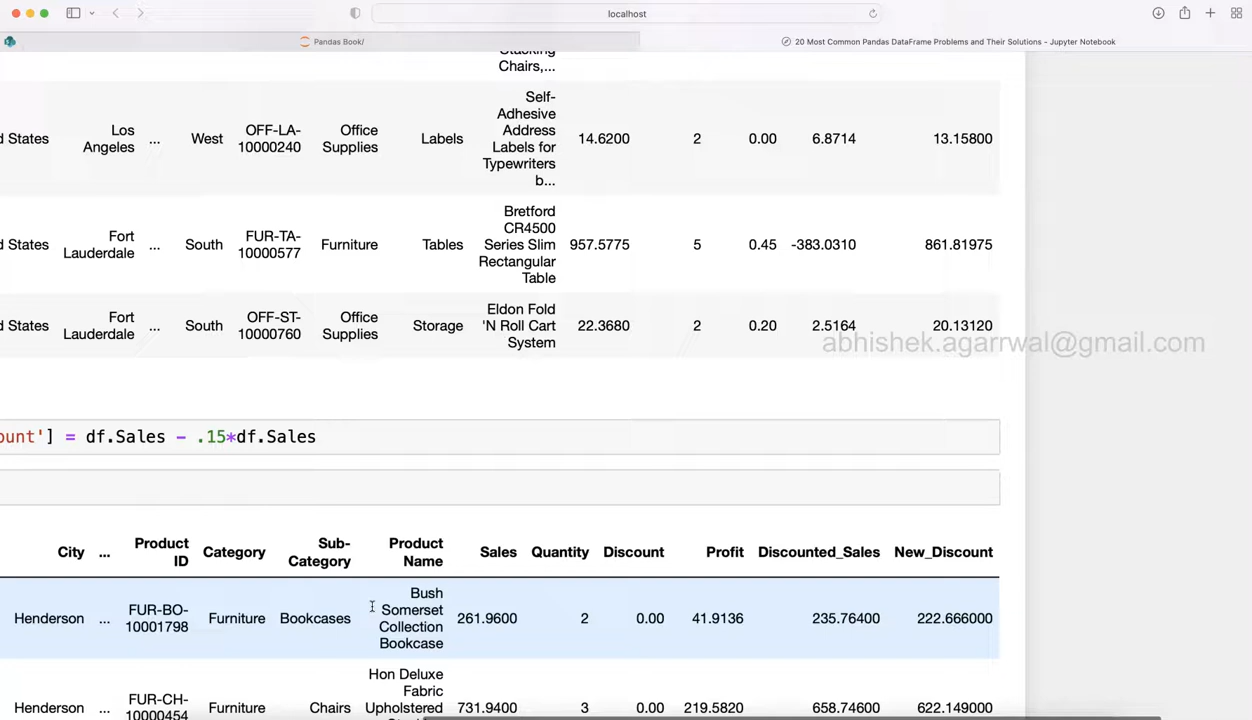 localhost
Pandas Book/
20 Most Common Pandas DataFrame Problems and Their Solutions - Jupyter Notebook
Stacking
Chairs,...
d States Los Angeles ... West OFF-LA-10000240 Office Supplies Labels Self-Adhesive Address Labels for Typewriters b... 14.6200 2 0.00 6.8714 13.15800
d States Fort Lauderdale ... South FUR-TA-10000577 Furniture Tables Bretford CR4500 Series Slim Rectangular Table 957.5775 5 0.45 -383.0310 861.81975
d States Fort Lauderdale ... South OFF-ST-10000760 Office Supplies Storage Eldon Fold 'N Roll Cart System 22.3680 2 0.20 2.5164 20.13120
abhishek.agarrwal@gmail.com
ount'] = df.Sales - .15*df.Sales
City ... Product ID Category Sub-Category Product Name Sales Quantity Discount Profit Discounted_Sales New_Discount
Henderson ... FUR-BO-10001798 Furniture Bookcases Bush Somerset Collection Bookcase 261.9600 2 0.00 41.9136 235.76400 222.666000
Henderson ... FUR-CH-10000454 Furniture Chairs Hon Deluxe Fabric Upholstered 731.9400 3 0.00 219.5820 658.74600 622.149000